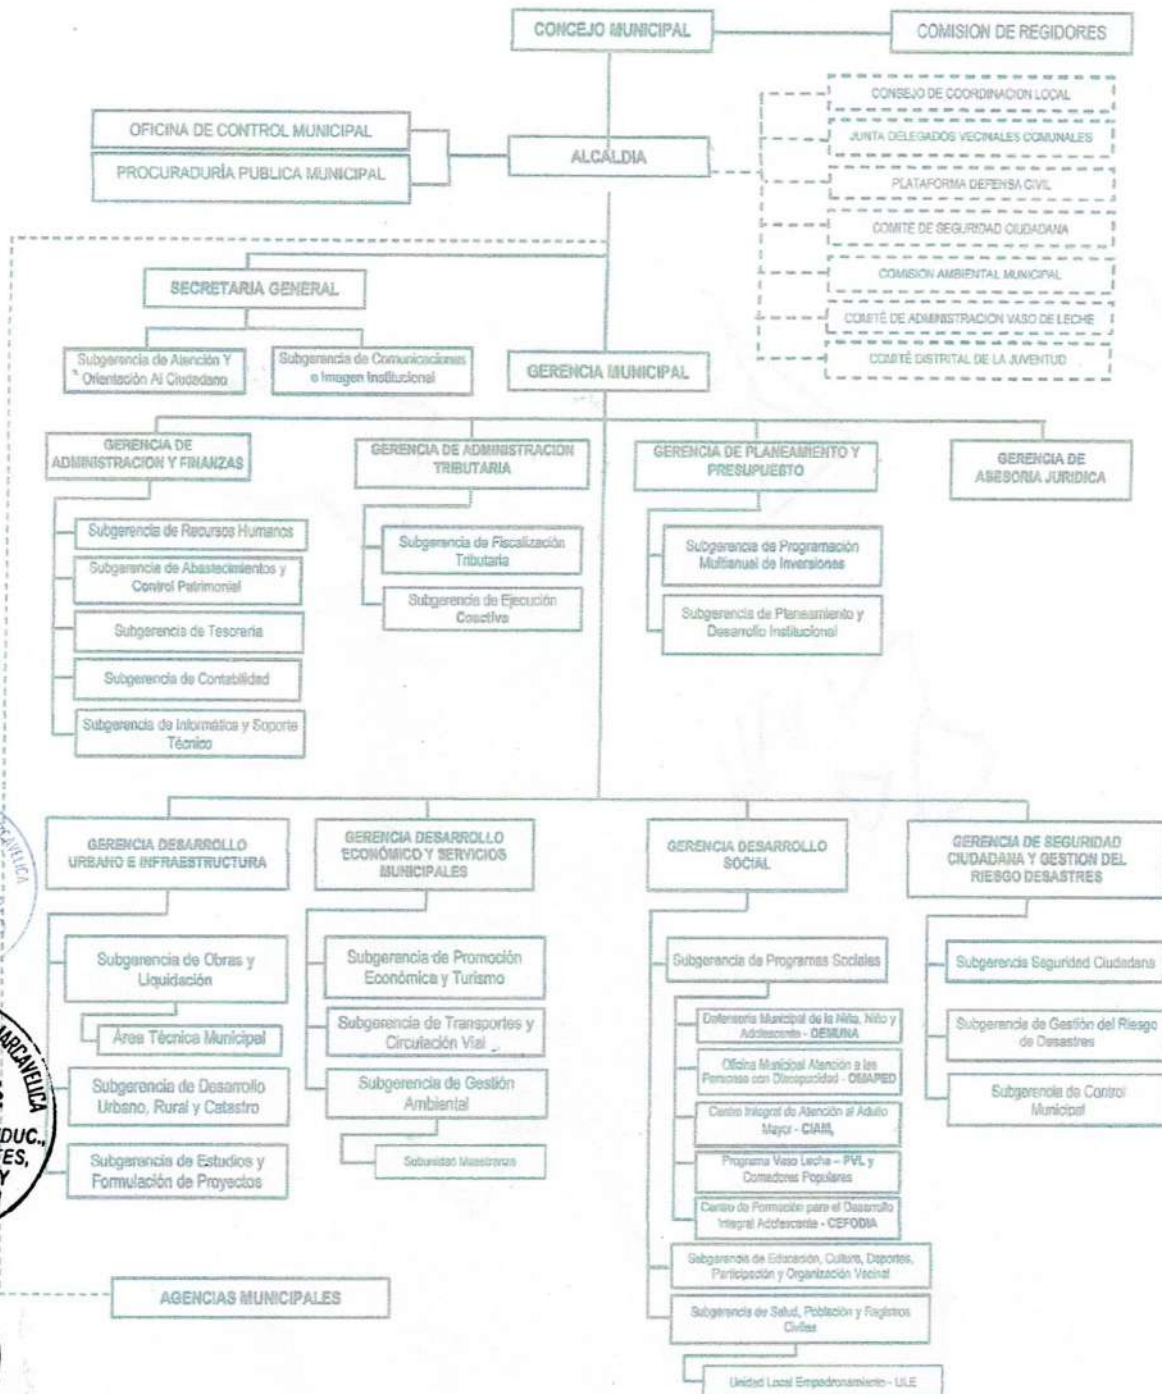 CONCEJO MUNICIPAL
COMISION DE REGIDORES
CONSEJO DE COORDINACION LOCAL
JUNTA DELEGADOS VECINALES COMUNALES
PLATAFORMA DEFENSA CIVIL
COMITÉ DE SEGURIDAD CIUDADANA
COMISION AMBIENTAL MUNICIPAL
COMITÉ DE ADMINISTRACION VASO DE LECHE
COMITÉ DISTRITAL DE LA JUVENTUD
OFICINA DE CONTROL MUNICIPAL
PROCURADURÍA PUBLICA MUNICIPAL
ALCALDIA
SECRETARIA GENERAL
Subgerencia de Atención Y
Orientación Al Ciudadano
Subgerencia de Comunicaciones
e Imagen Institucional
GERENCIA MUNICIPAL
GERENCIA DE
ADMINISTRACION Y FINANZAS
Subgerencia de Recursos Humanos
Subgerencia de Abastecimientos y
Control Patrimonial
Subgerencia de Tesorería
Subgerencia de Contabilidad
Subgerencia de Informática y Soporte
Técnico
GERENCIA DE ADMINISTRACION
TRIBUTARIA
Subgerencia de Fiscalización
Tributaria
Subgerencia de Ejecución
Coactiva
GERENCIA DE PLANEAMIENTO Y
PRESUPUESTO
Subgerencia de Programación
Multianual de Inversiones
Subgerencia de Planeamiento y
Desarrollo Institucional
GERENCIA DE
ASESORIA JURIDICA
GERENCIA DESARROLLO
URBANO E INFRAESTRUCTURA
Subgerencia de Obras y
Liquidación
Área Técnica Municipal
Subgerencia de Desarrollo
Urbano, Rural y Catastro
Subgerencia de Estudios y
Formulación de Proyectos
GERENCIA DESARROLLO
ECONÓMICO Y SERVICIOS
MUNICIPALES
Subgerencia de Promoción
Económica y Turismo
Subgerencia de Transportes y
Circulación Vial
Subgerencia de Gestión
Ambiental
Subunidad Maestranza
GERENCIA DESARROLLO
SOCIAL
Subgerencia de Programas Sociales
Defensoría Municipal de la Niña, Niño y
Adolescente - DEMUNA
Oficina Municipal Atención a las
Persona con Discapacidad - OMAPED
Centro Integral de Atención al Adulto
Mayor - CIAM,
Programa Vaso Leche – PVL y
Comedores Populares
Centro de Formación para el Desarrollo
Integral Adolescente - CEFODIA
Subgerencia de Educación, Cultura, Deportes,
Participación y Organización Vecinal
Subgerencia de Salud, Población y Registros
Civiles
Unidad Local Empadronamiento - ULE
GERENCIA DE SEGURIDAD
CIUDADANA Y GESTION DEL
RIESGO DESASTRES
Subgerencia Seguridad Ciudadana
Subgerencia de Gestión del Riesgo
de Desastres
Subgerencia de Control
Municipal
AGENCIAS MUNICIPALES
MARCAVELICA
DUC.,
TES,
Y